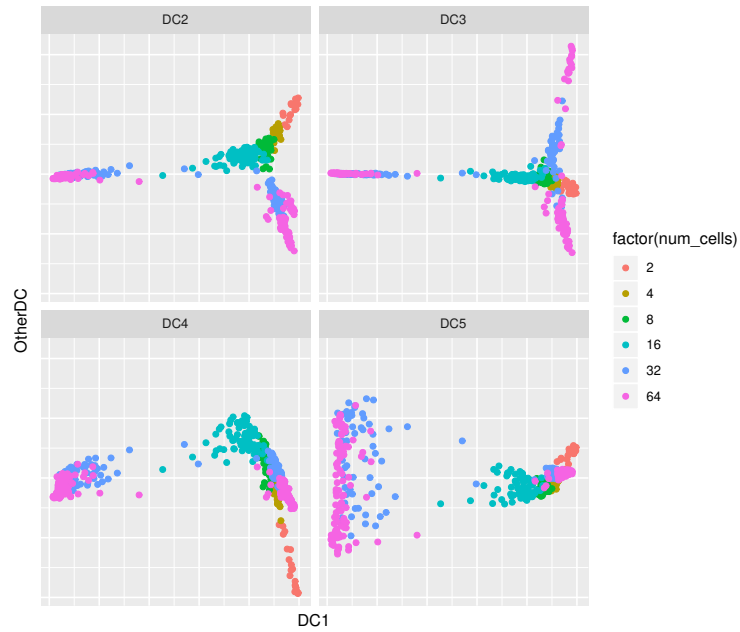 DC2
DC3
DC4
DC5
OtherDC
DC1
factor(num_cells)
2
4
8
16
32
64